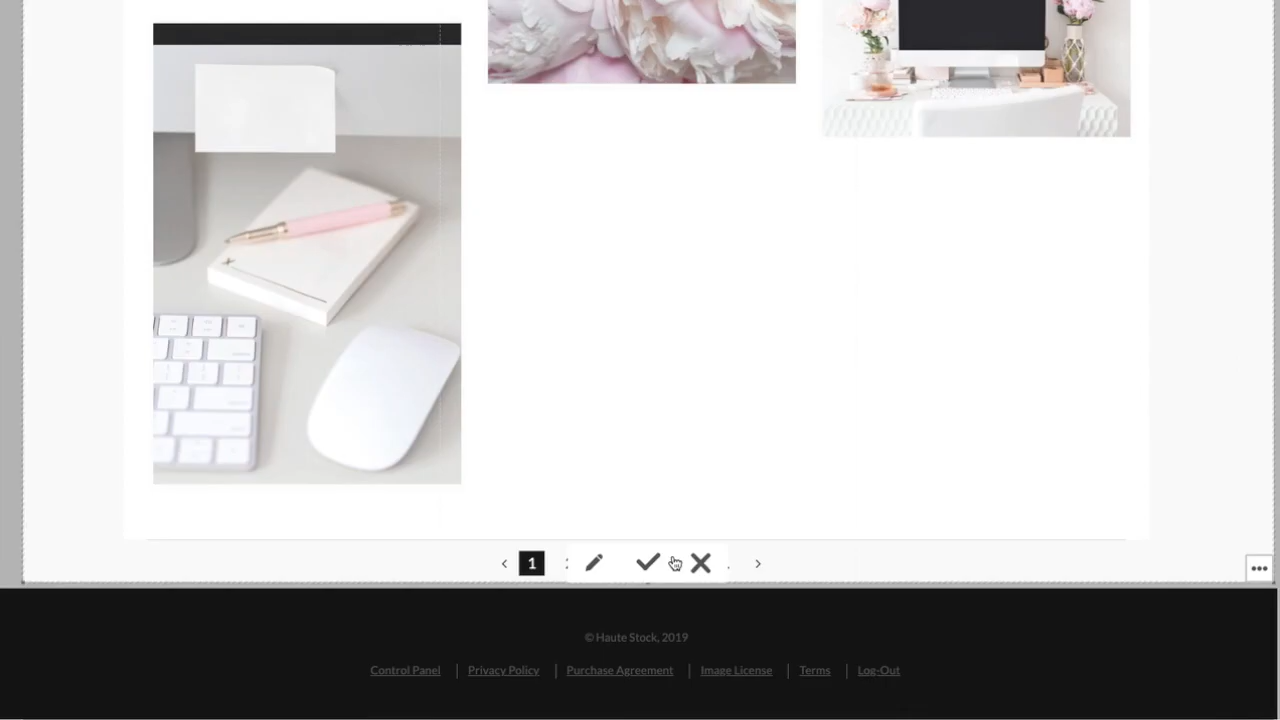 1
© Haute Stock, 2019
Control Panel | Privacy Policy | Purchase Agreement | Image License | Terms | Log-Out